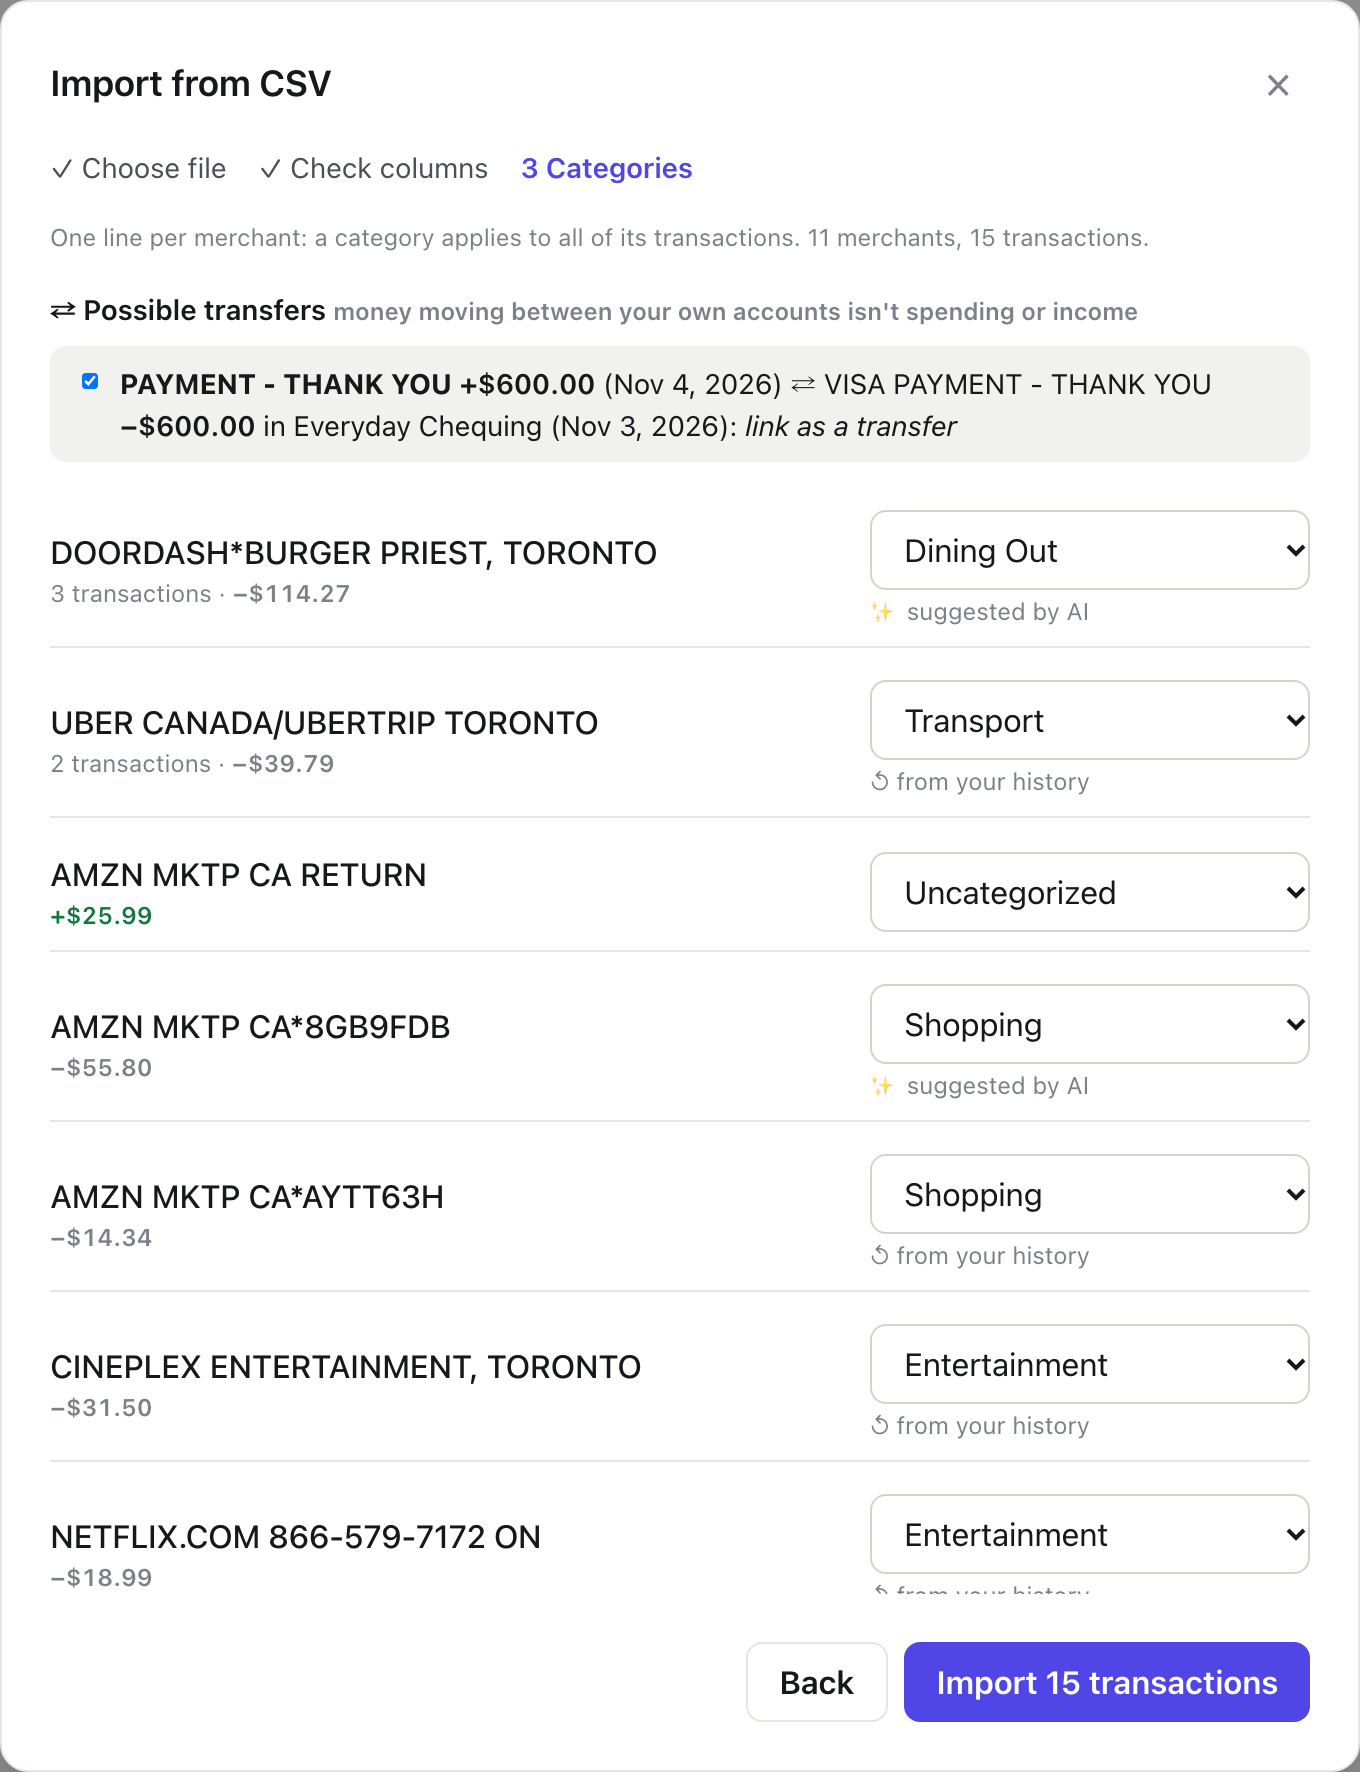 Import from CSV
×
✓ Choose file ✓ Check columns 3 Categories
One line per merchant: a category applies to all of its transactions. 11 merchants, 15 transactions.
⇄ Possible transfers money moving between your own accounts isn't spending or income
PAYMENT - THANK YOU +$600.00 (Nov 4, 2026) ⇄ VISA PAYMENT - THANK YOU
−$600.00 in Everyday Chequing (Nov 3, 2026): link as a transfer
DOORDASH*BURGER PRIEST, TORONTO
3 transactions · −$114.27
Dining Out
✨ suggested by AI
UBER CANADA/UBERTRIP TORONTO
2 transactions · −$39.79
Transport
↺ from your history
AMZN MKTP CA RETURN
+$25.99
Uncategorized
AMZN MKTP CA*8GB9FDB
−$55.80
Shopping
✨ suggested by AI
AMZN MKTP CA*AYTT63H
−$14.34
Shopping
↺ from your history
CINEPLEX ENTERTAINMENT, TORONTO
−$31.50
Entertainment
↺ from your history
NETFLIX.COM 866-579-7172 ON
−$18.99
Entertainment
↺ from your history
Back
Import 15 transactions